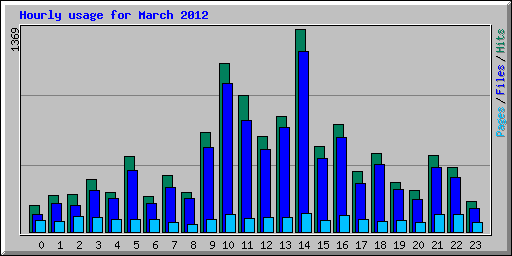 Hourly usage for March 2012
1369
Pages/Files/Hits
0 1 2 3 4 5 6 7 8 9 10 11 12 13 14 15 16 17 18 19 20 21 22 23